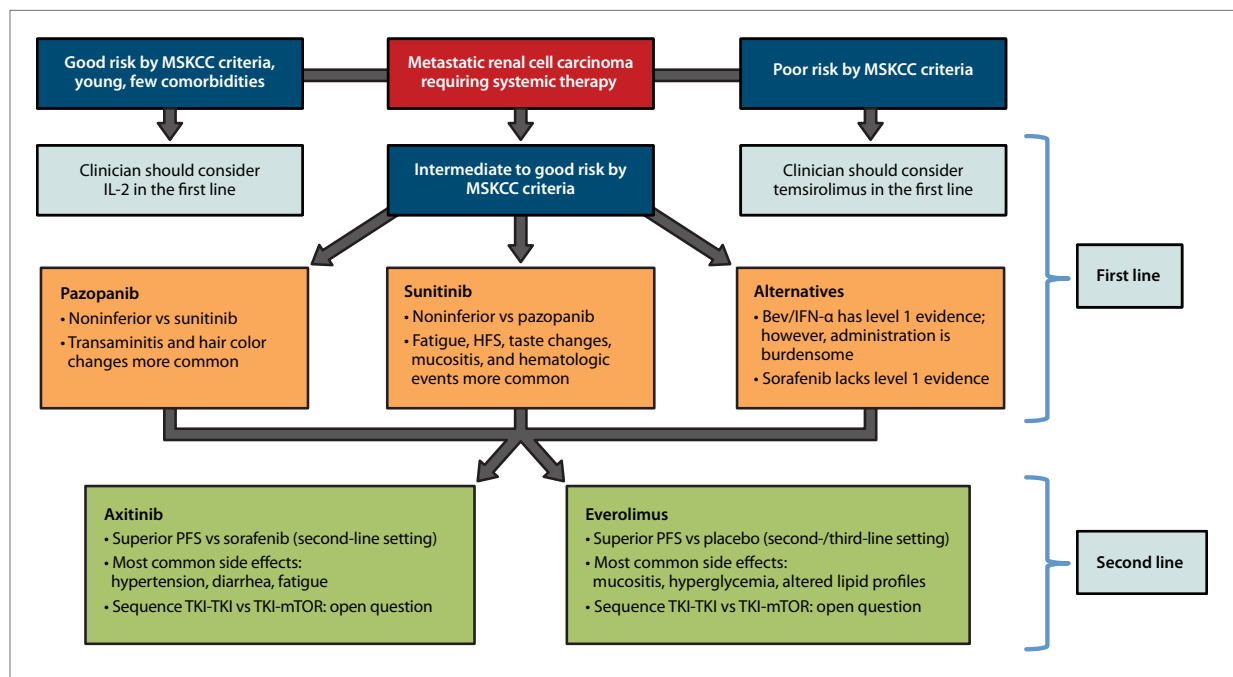 Good risk by MSKCC criteria,
young, few comorbidities
Metastatic renal cell carcinoma
requiring systemic therapy
Poor risk by MSKCC criteria
Clinician should consider
IL-2 in the first line
Intermediate to good risk by
MSKCC criteria
Clinician should consider
temsirolimus in the first line
First line
Pazopanib
• Noninferior vs sunitinib
• Transaminitis and hair color
changes more common
Sunitinib
• Noninferior vs pazopanib
• Fatigue, HFS, taste changes,
mucositis, and hematologic
events more common
Alternatives
• Bev/IFN-α has level 1 evidence;
however, administration is
burdensome
• Sorafenib lacks level 1 evidence
Axitinib
• Superior PFS vs sorafenib (second-line setting)
• Most common side effects:
hypertension, diarrhea, fatigue
• Sequence TKI-TKI vs TKI-mTOR: open question
Everolimus
• Superior PFS vs placebo (second-/third-line setting)
• Most common side effects:
mucositis, hyperglycemia, altered lipid profiles
• Sequence TKI-TKI vs TKI-mTOR: open question
Second line